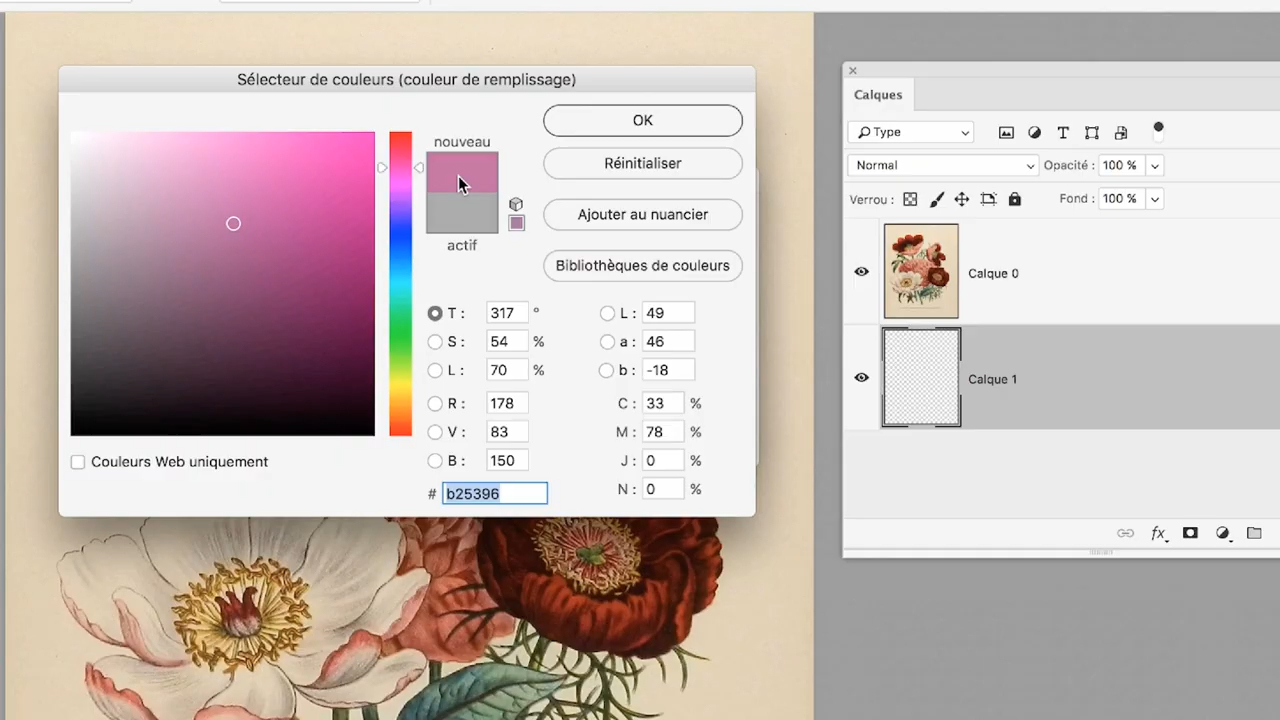 Sélecteur de couleurs (couleur de remplissage)
nouveau
actif
OK
Réinitialiser
Ajouter au nuancier
Bibliothèques de couleurs
T : 317 °
S : 54 %
L : 70 %
R : 178
V : 83
B : 150
# b25396
L : 49
a : 46
b : -18
C : 33 %
M : 78 %
J : 0 %
N : 0 %
Couleurs Web uniquement
Calques
Type
Normal
Opacité : 100 %
Verrou :
Fond : 100 %
Calque 0
Calque 1
fx